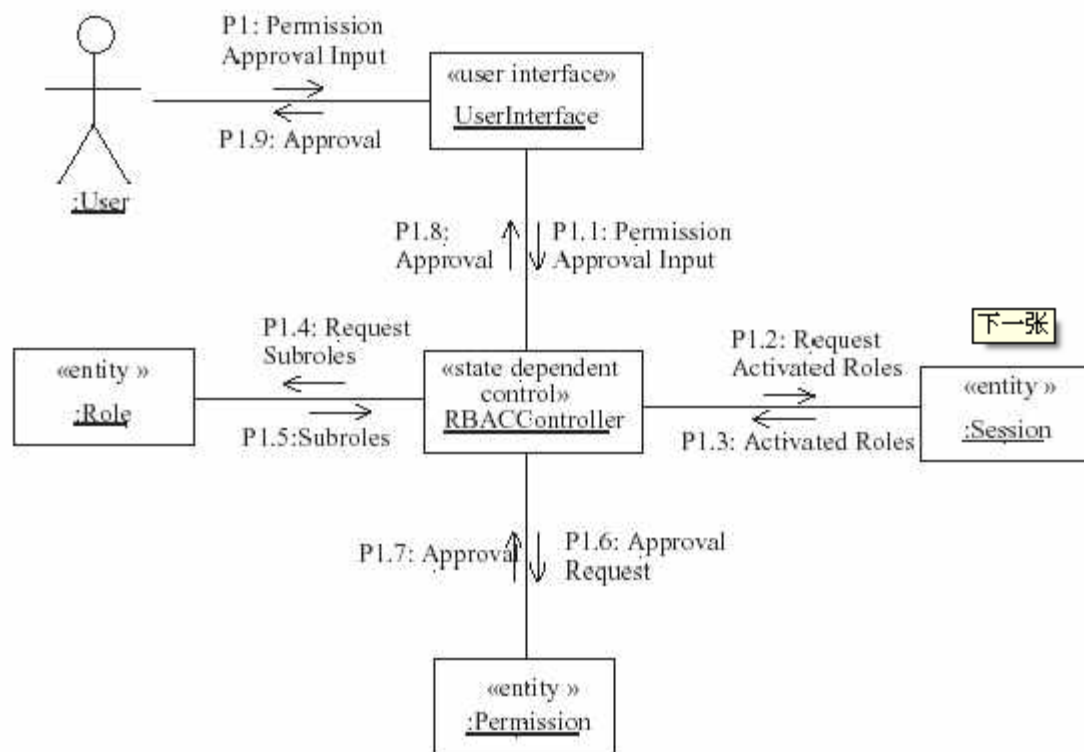 P1: Permission
Approval Input
«user interface»
UserInterface
P1.9: Approval
:User
P1.8:
Approval
P1.1: Permission
Approval Input
下一张
P1.4: Request
Subroles
P1.2: Request
Activated Roles
«entity »
:Role
«state dependent
control»
RBACController
«entity »
:Session
P1.5:Subroles
P1.3: Activated Roles
P1.7: Approval
P1.6: Approval
Request
«entity »
:Permission